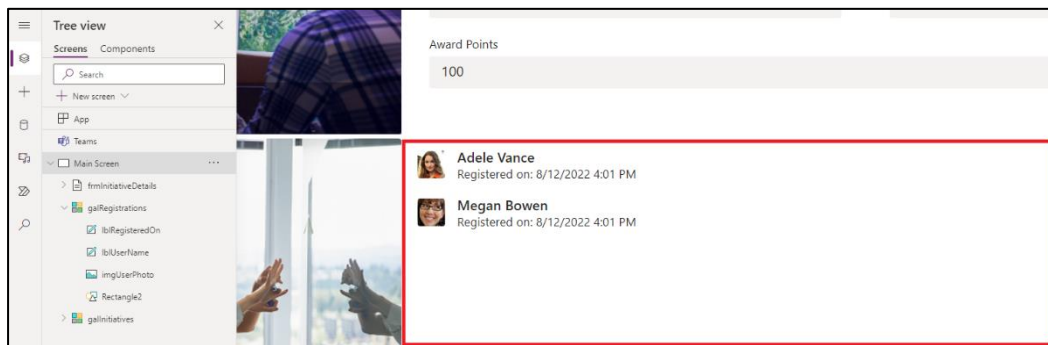 Tree view
Screens Components
Search
New screen
App
Teams
Main Screen
frmInitiativeDetails
galRegistrations
lblRegisteredOn
lblUserName
imgUserPhoto
Rectangle2
galInitiatives
Award Points
100
Adele Vance
Registered on: 8/12/2022 4:01 PM
Megan Bowen
Registered on: 8/12/2022 4:01 PM